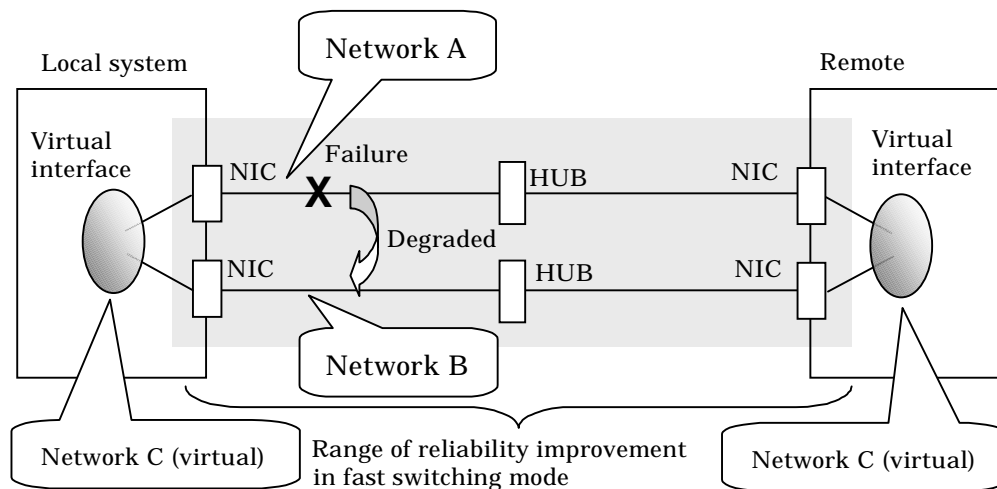 Network A
Local system
Remote
Virtual
interface
Failure
Virtual
interface
NIC
HUB
NIC
X
Degraded
NIC
HUB
NIC
Network B
Network C (virtual)
Range of reliability improvement
in fast switching mode
Network C (virtual)